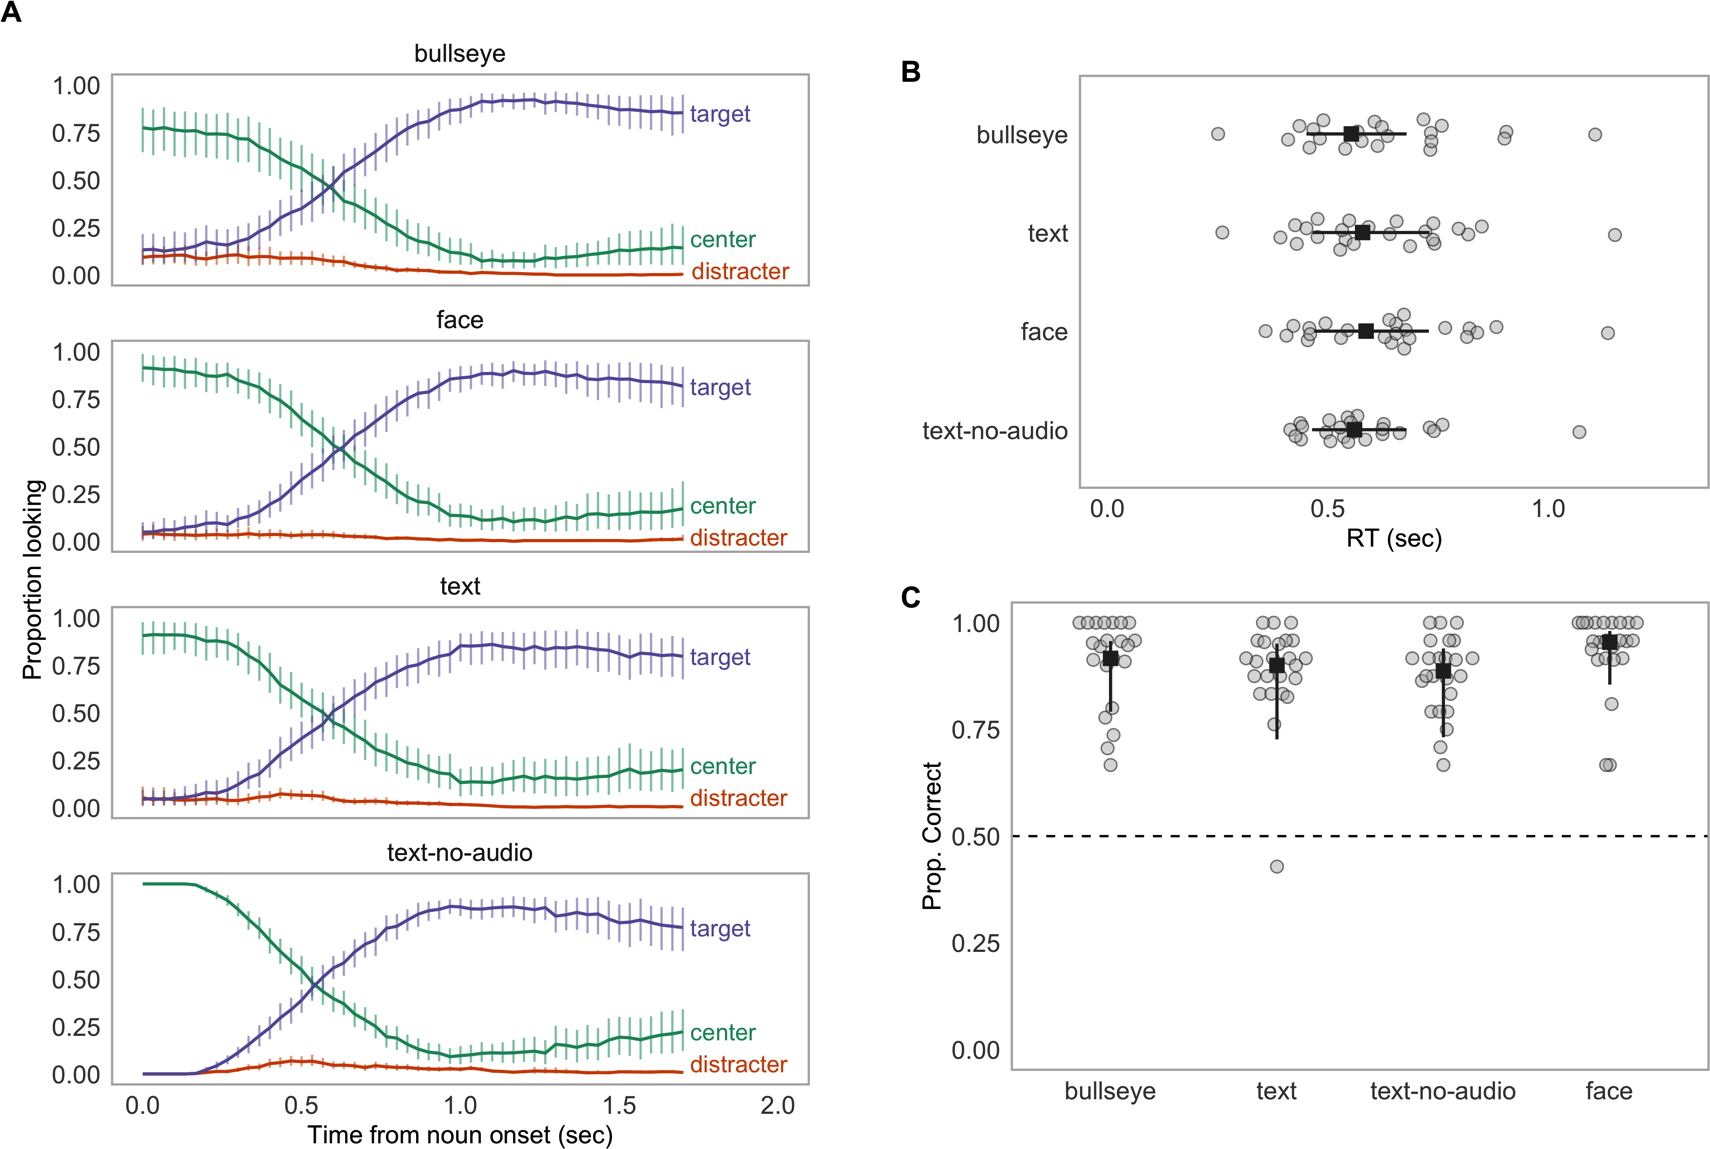 A
bullseye
1.00
0.75
0.50
0.25
0.00
target
center
distracter
face
1.00
0.75
0.50
0.25
0.00
target
center
distracter
text
1.00
0.75
0.50
0.25
0.00
target
center
distracter
text-no-audio
1.00
0.75
0.50
0.25
0.00
target
center
distracter
0.0 0.5 1.0 1.5 2.0
Time from noun onset (sec)
Proportion looking
B
bullseye
text
face
text-no-audio
0.0 0.5 1.0
RT (sec)
C
1.00
0.75
0.50
0.25
0.00
Prop. Correct
bullseye text text-no-audio face